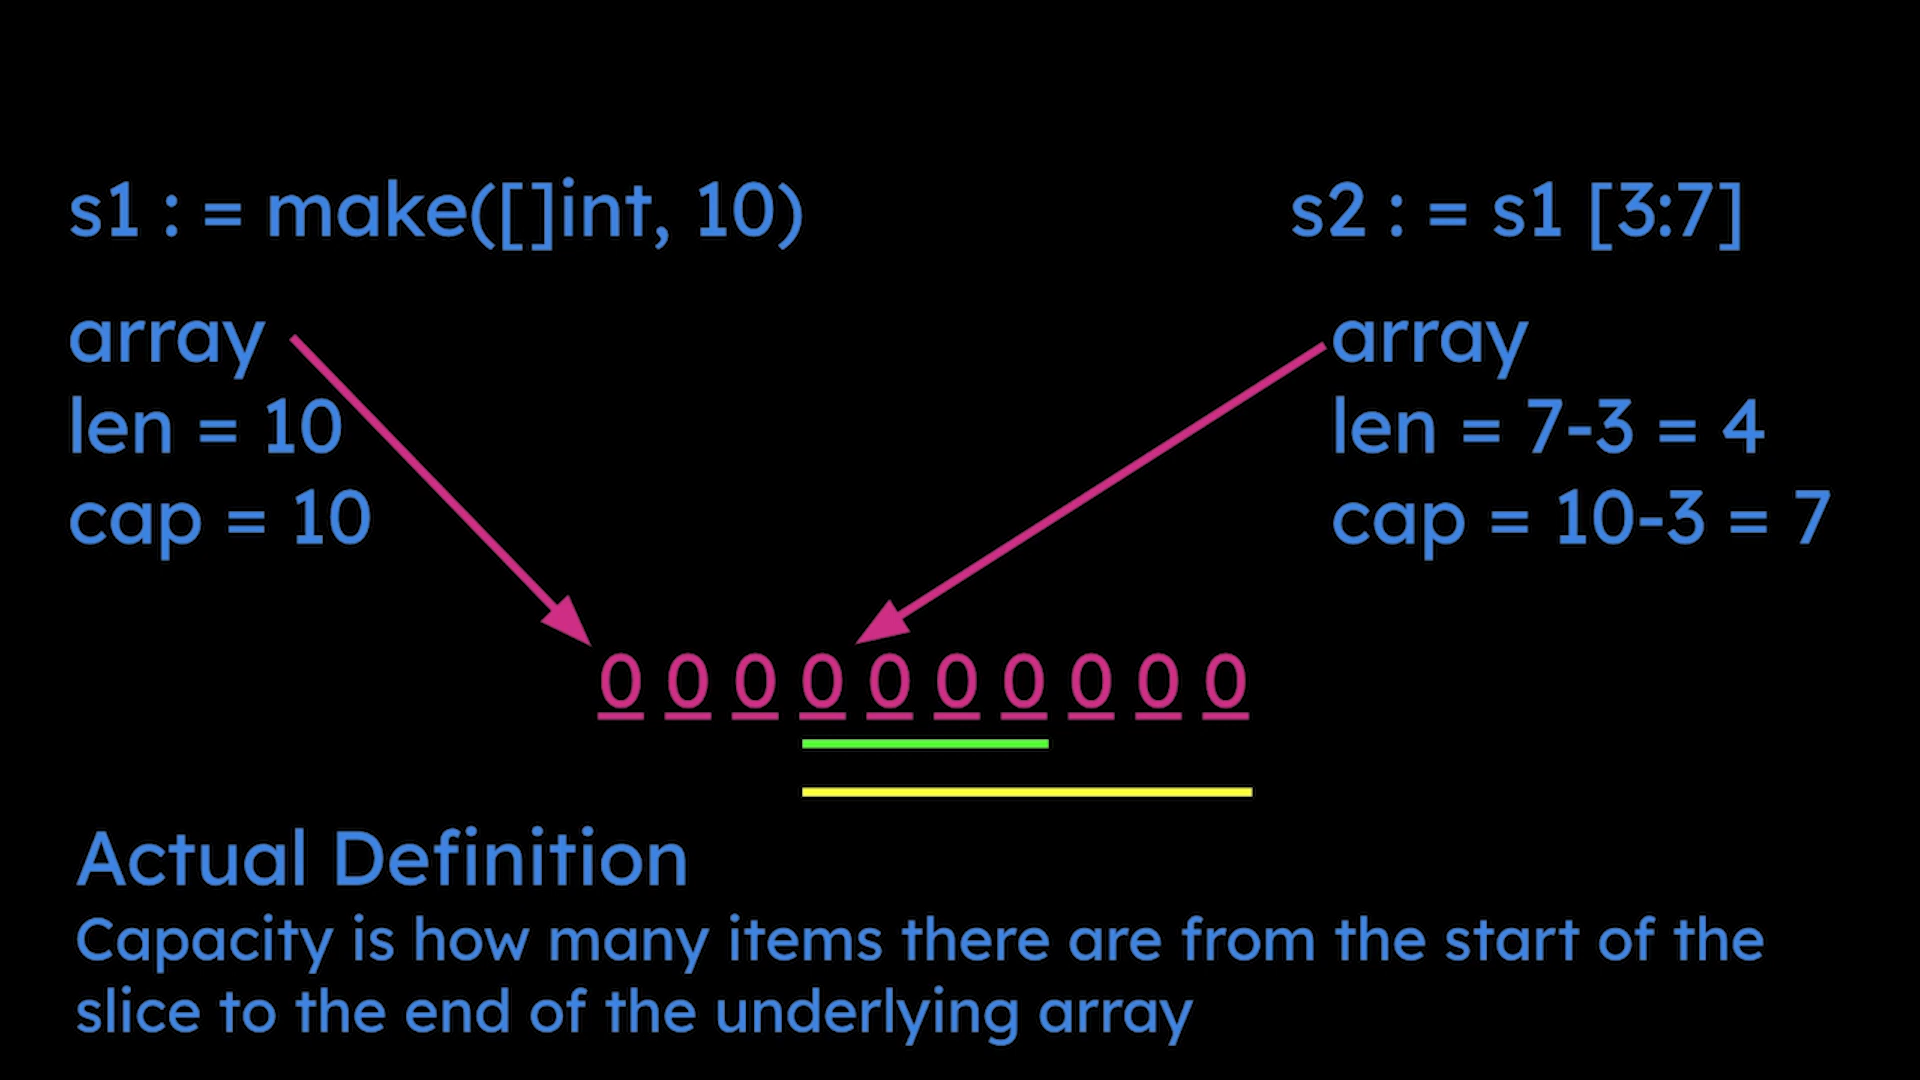 s1 : = make([]int, 10)
s2 : = s1 [3:7]
array
len = 10
cap = 10
array
len = 7-3 = 4
cap = 10-3 = 7
0 0 0 0 0 0 0 0 0 0
Actual Definition
Capacity is how many items there are from the start of the
slice to the end of the underlying array